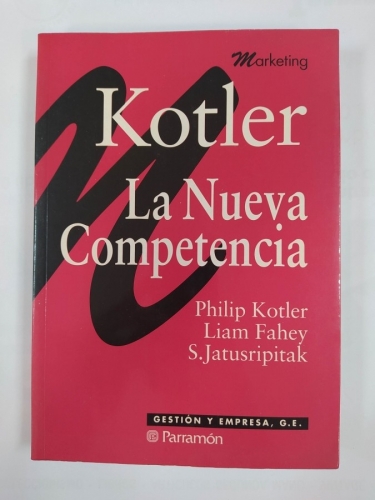 Marketing
Kotler
La Nueva
Competencia
Philip Kotler
Liam Fahey
S.Jatusripitak
GESTIÓN Y EMPRESA, G.E.
Parramón